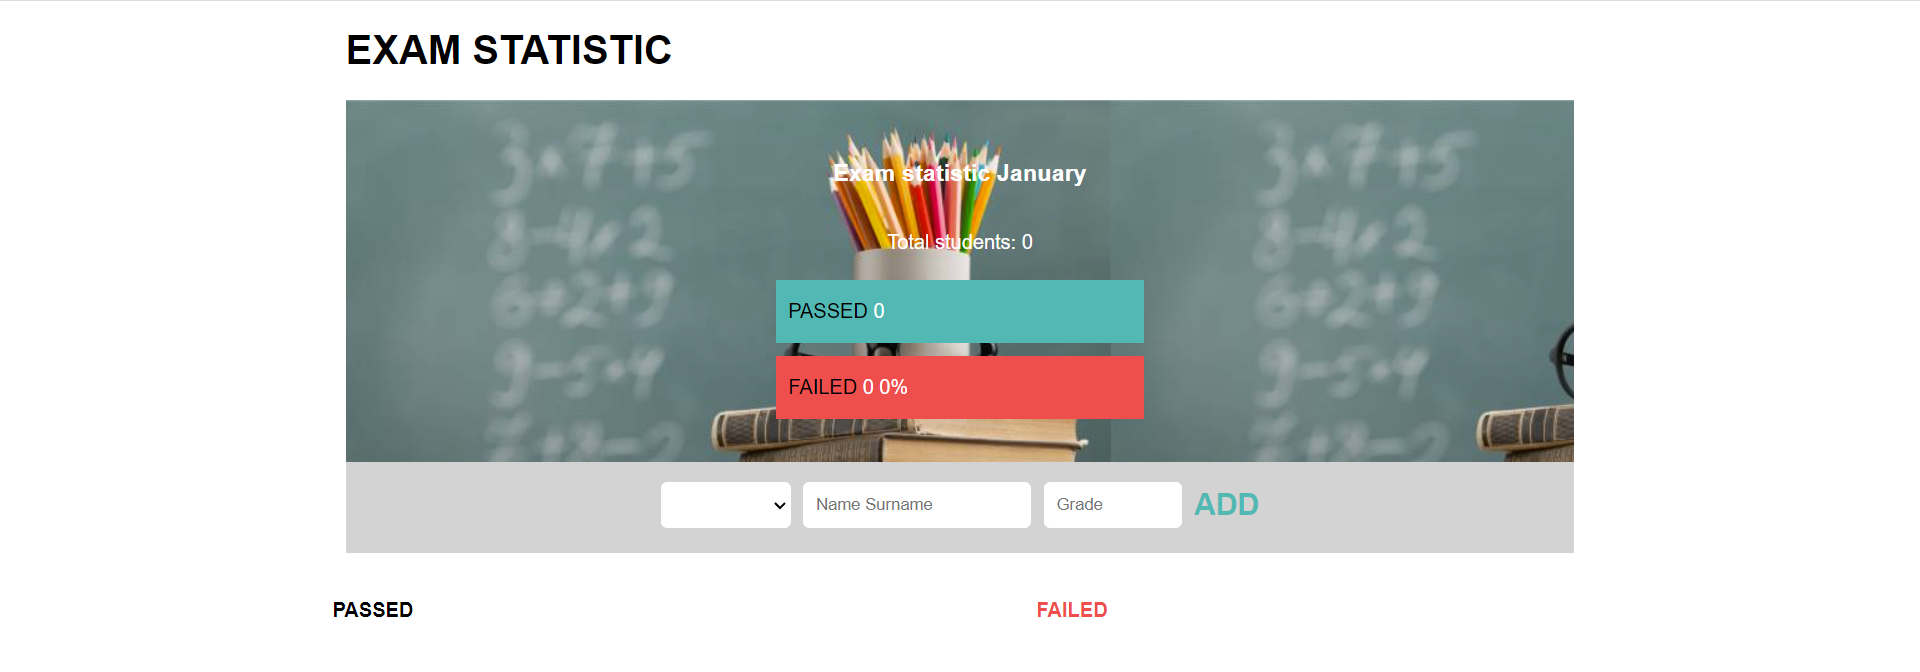 EXAM STATISTIC
Exam statistic January
Total students: 0
PASSED 0
FAILED 0 0%
Name Surname
Grade
ADD
PASSED
FAILED